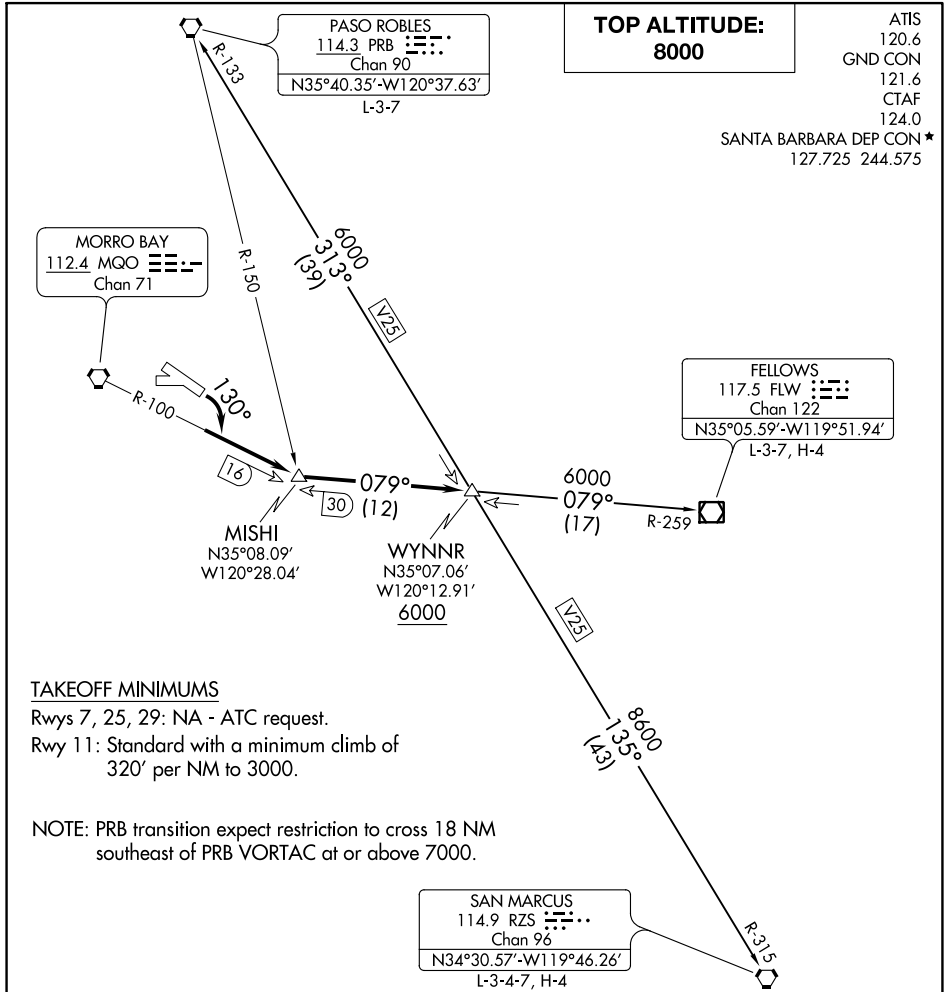 PASO ROBLES
114.3 PRB
Chan 90
N35°40.35′-W120°37.63′
L-3-7
TOP ALTITUDE:
8000
ATIS
120.6
GND CON
121.6
CTAF
124.0
SANTA BARBARA DEP CON ★
127.725 244.575
R-133
MORRO BAY
112.4 MQO
Chan 71
R-150
6000
313°
(39)
V25
FELLOWS
117.5 FLW
Chan 122
N35°05.59′-W119°51.94′
L-3-7, H-4
R-100
130°
16
30
079°
(12)
6000
079°
(17)
R-259
MISHI
N35°08.09′
W120°28.04′
WYNNR
N35°07.06′
W120°12.91′
6000
V25
TAKEOFF MINIMUMS
Rwys 7, 25, 29: NA - ATC request.
Rwy 11: Standard with a minimum climb of
320′ per NM to 3000.
8600
135°
(43)
NOTE: PRB transition expect restriction to cross 18 NM
southeast of PRB VORTAC at or above 7000.
SAN MARCUS
114.9 RZS
Chan 96
N34°30.57′-W119°46.26′
L-3-4-7, H-4
R-315